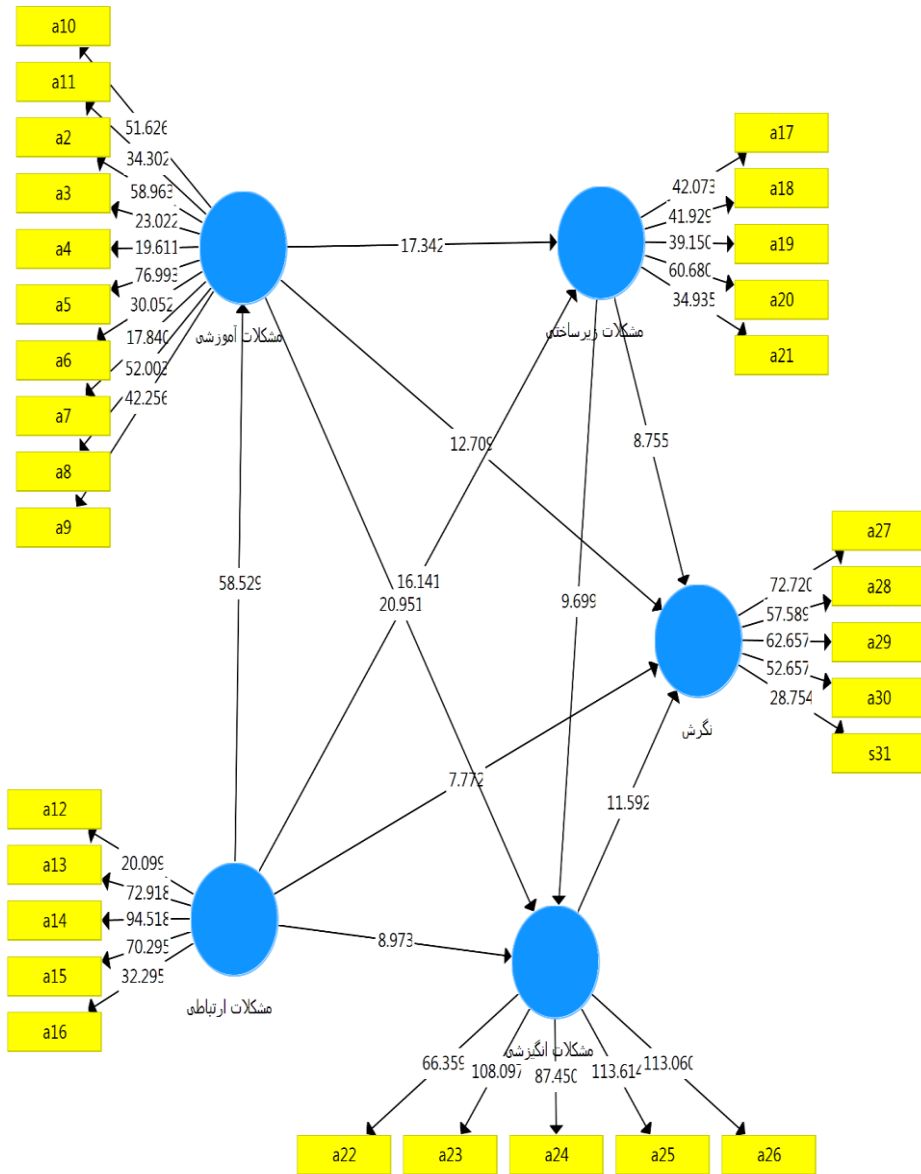 a10
a11
a2
a3
a4
a5
a6
a7
a8
a9
51.626
34.302
58.963
23.022
19.611
76.993
30.052
17.840
52.003
42.256
مشکلات آموزشی
17.342
a17
a18
a19
a20
a21
42.073
41.929
39.150
60.680
34.935
مشکلات زیرساختی
12.709
8.755
58.529
16.141
20.951
9.699
a27
a28
a29
a30
s31
72.720
57.589
62.657
52.657
28.754
نگرش
7.772
11.592
a12
a13
a14
a15
a16
20.099
72.918
94.518
70.295
32.295
مشکلات ارتباطی
8.973
مشکلات انگیزشی
66.359
108.097
87.450
113.614
113.060
a22
a23
a24
a25
a26